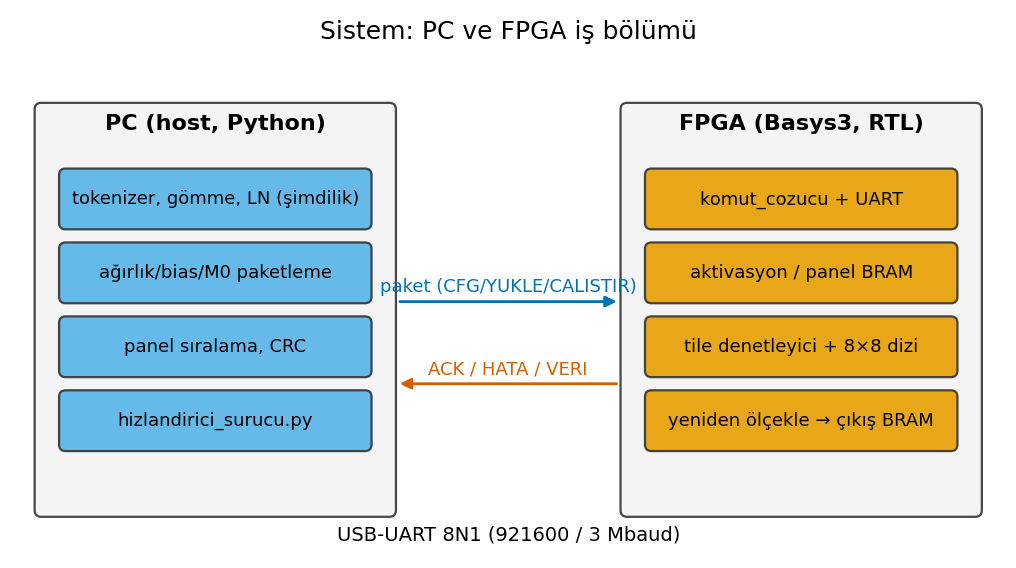 Sistem: PC ve FPGA iş bölümü
PC (host, Python)
tokenizer, gömme, LN (şimdilik)
ağırlık/bias/M0 paketleme
panel sıralama, CRC
hizlandirici_surucu.py
paket (CFG/YUKLE/CALISTIR)
ACK / HATA / VERI
FPGA (Basys3, RTL)
komut_cozucu + UART
aktivasyon / panel BRAM
tile denetleyici + 8×8 dizi
yeniden ölçekle → çıkış BRAM
USB-UART 8N1 (921600 / 3 Mbaud)